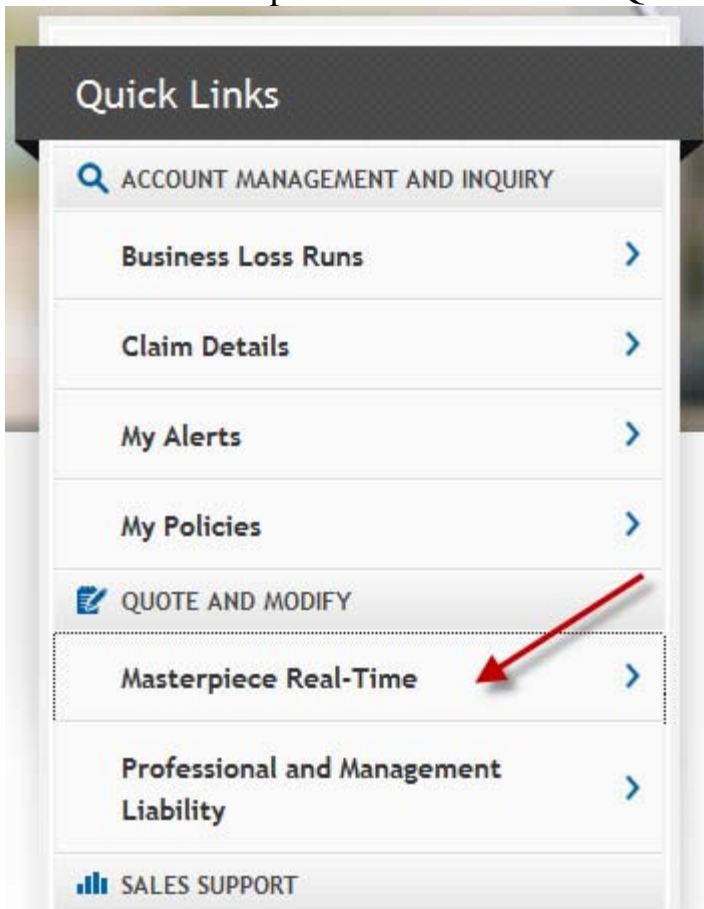 Quick Links
ACCOUNT MANAGEMENT AND INQUIRY
Business Loss Runs
Claim Details
My Alerts
My Policies
QUOTE AND MODIFY
Masterpiece Real-Time
Professional and Management
Liability
SALES SUPPORT